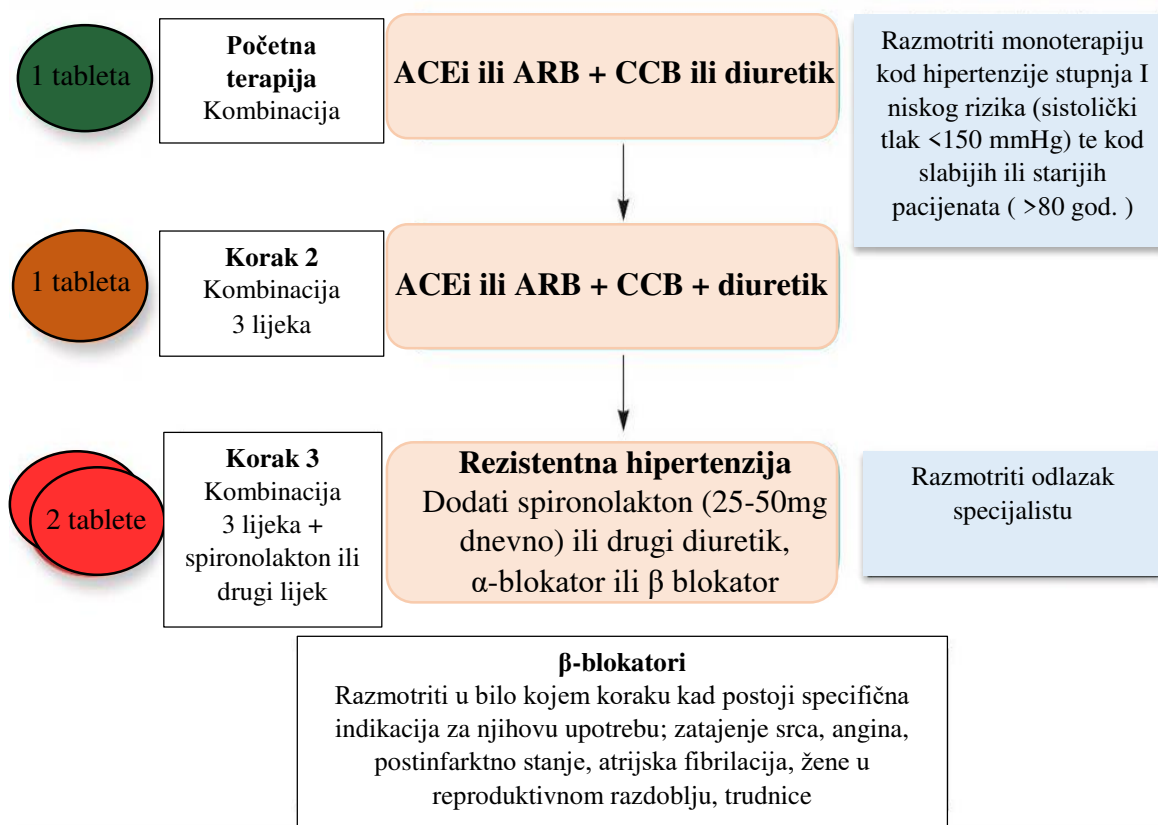 1 tableta
Početna
terapija
Kombinacija
ACEi ili ARB + CCB ili diuretik
Razmotriti monoterapiju
kod hipertenzije stupnja I
niskog rizika (sistolički
tlak <150 mmHg) te kod
slabijih ili starijih
pacijenata ( >80 god. )
1 tableta
Korak 2
Kombinacija
3 lijeka
ACEi ili ARB + CCB + diuretik
2 tablete
Korak 3
Kombinacija
3 lijeka +
spironolakton ili
drugi lijek
Rezistentna hipertenzija
Dodati spironolakton (25-50mg
dnevno) ili drugi diuretik,
α-blokator ili β blokator
Razmotriti odlazak
specijalistu
β-blokatori
Razmotriti u bilo kojem koraku kad postoji specifična
indikacija za njihovu upotrebu; zatajenje srca, angina,
postinfarktno stanje, atrijska fibrilacija, žene u
reproduktivnom razdoblju, trudnice